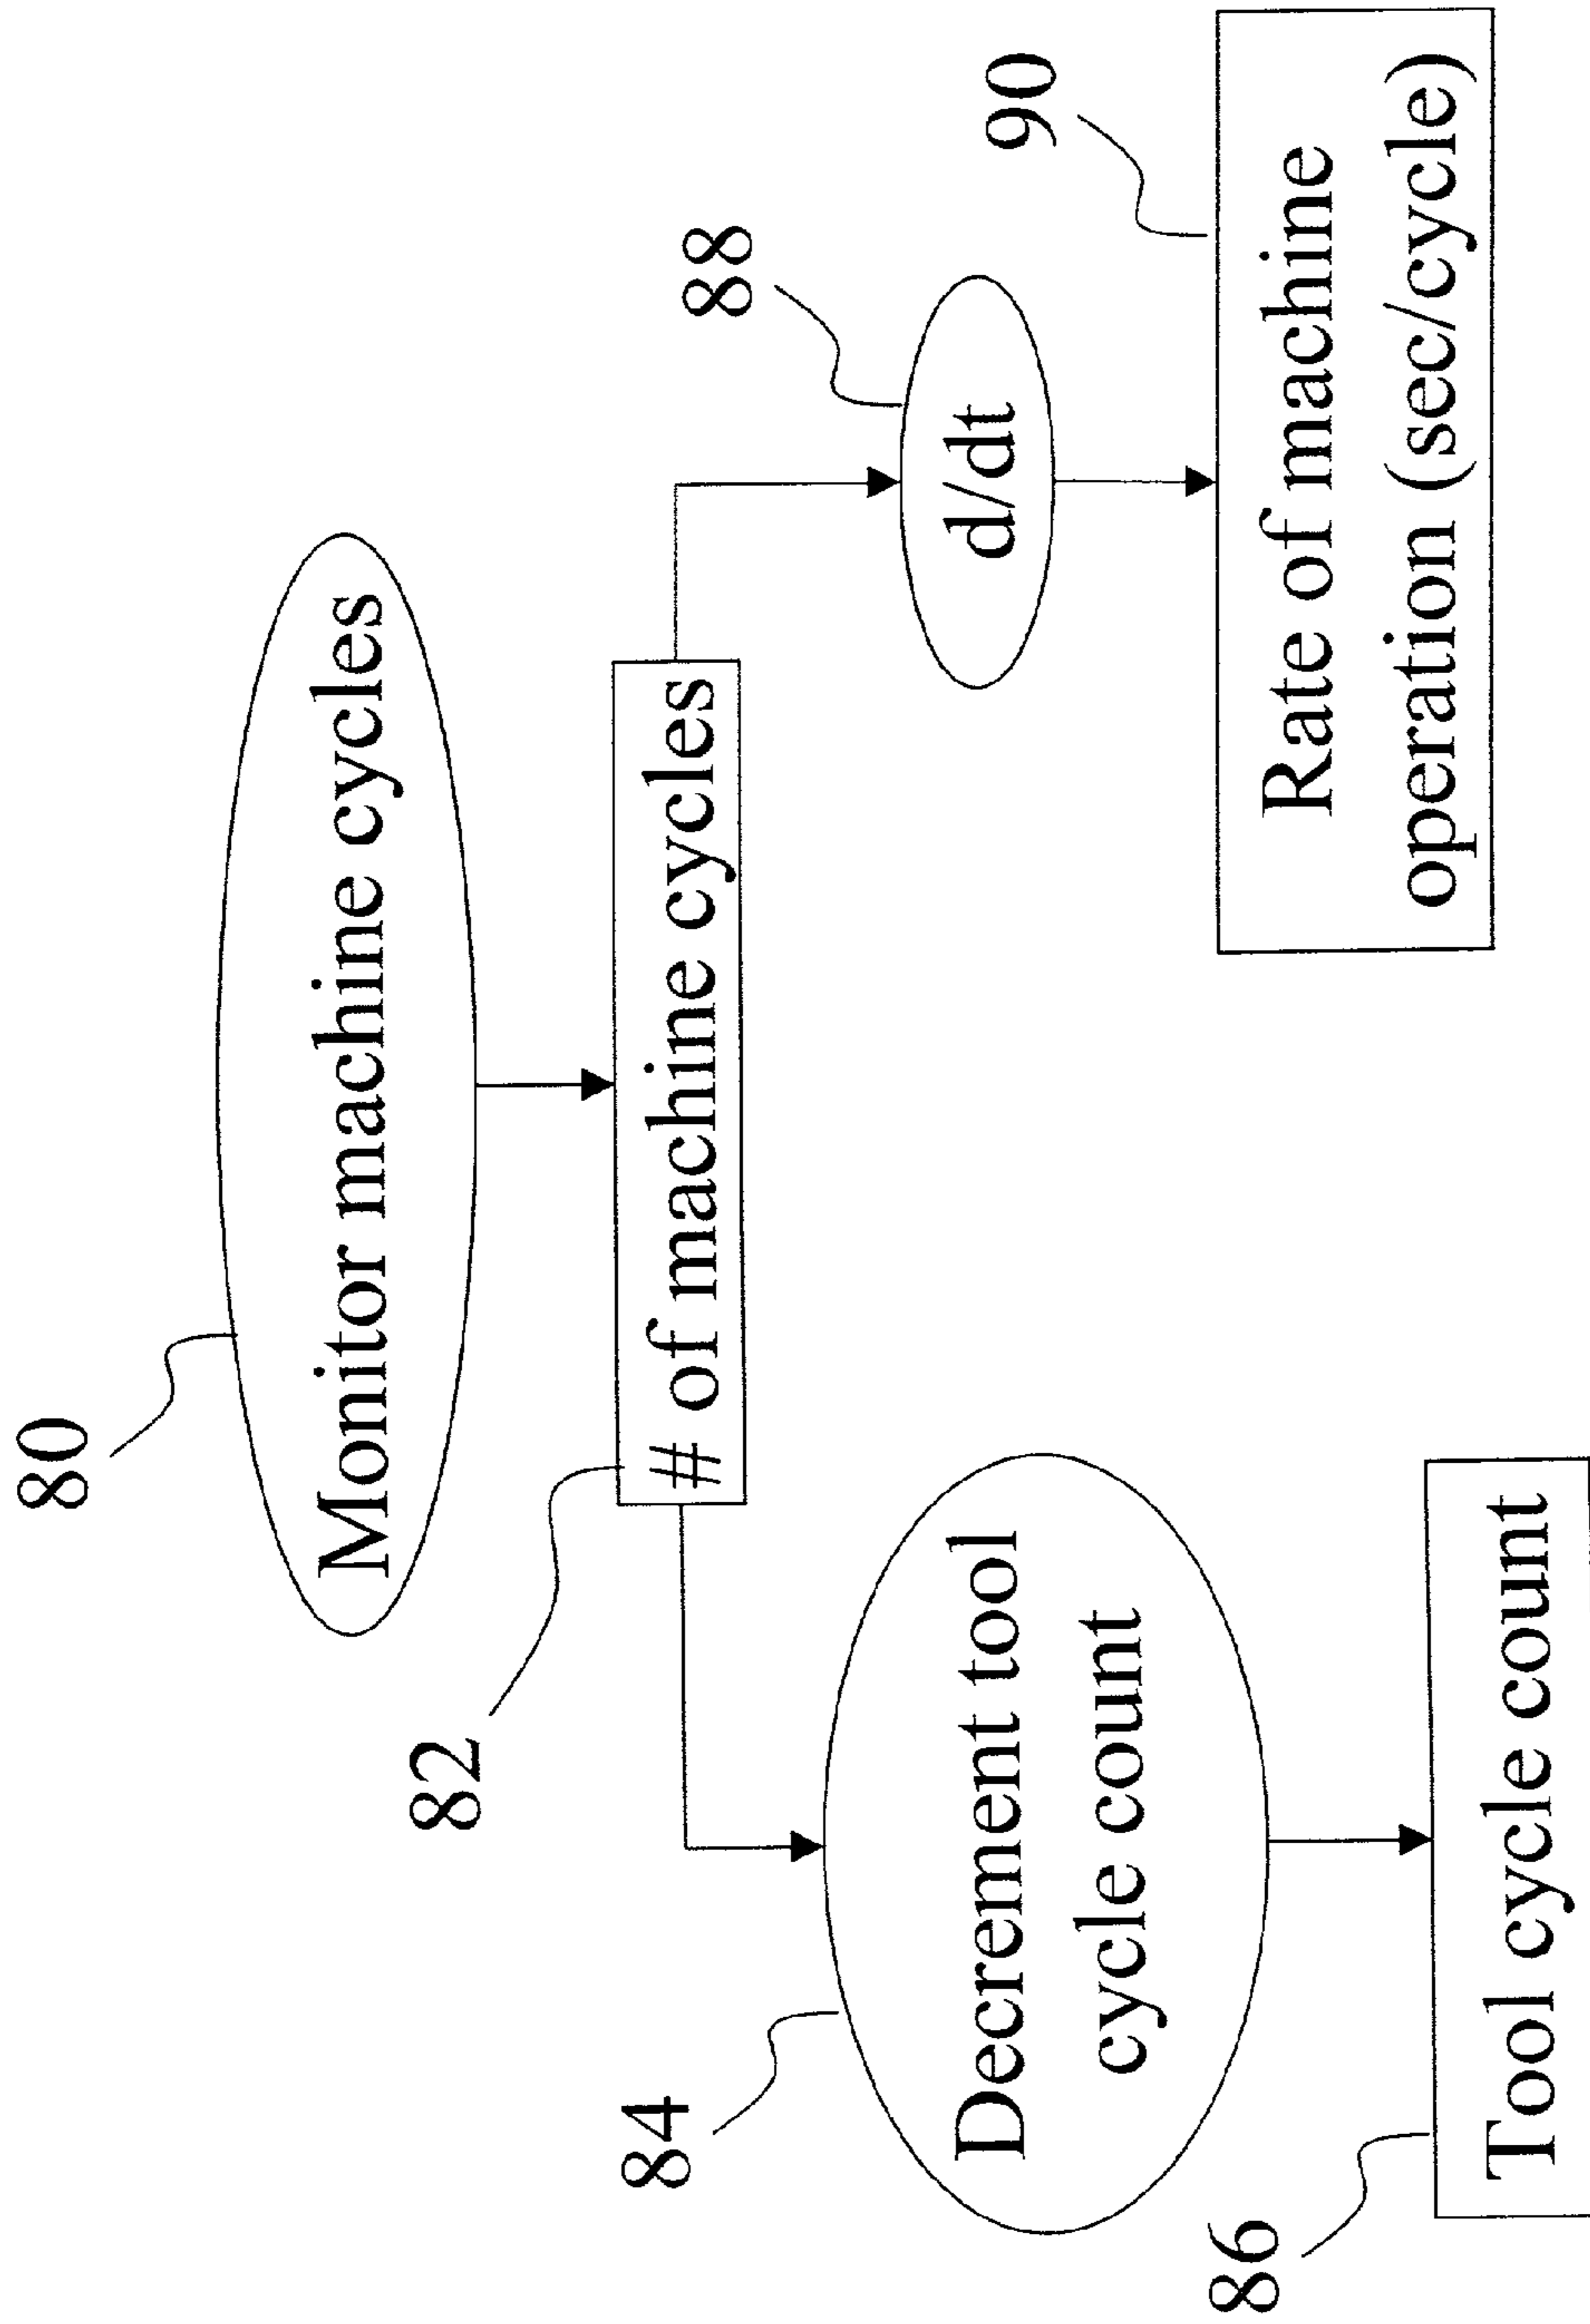 80
Monitor machine cycles
82
# of machine cycles
84
Decrement tool
cycle count
86
Tool cycle count
88
d/dt
90
Rate of machine
operation (sec/cycle)